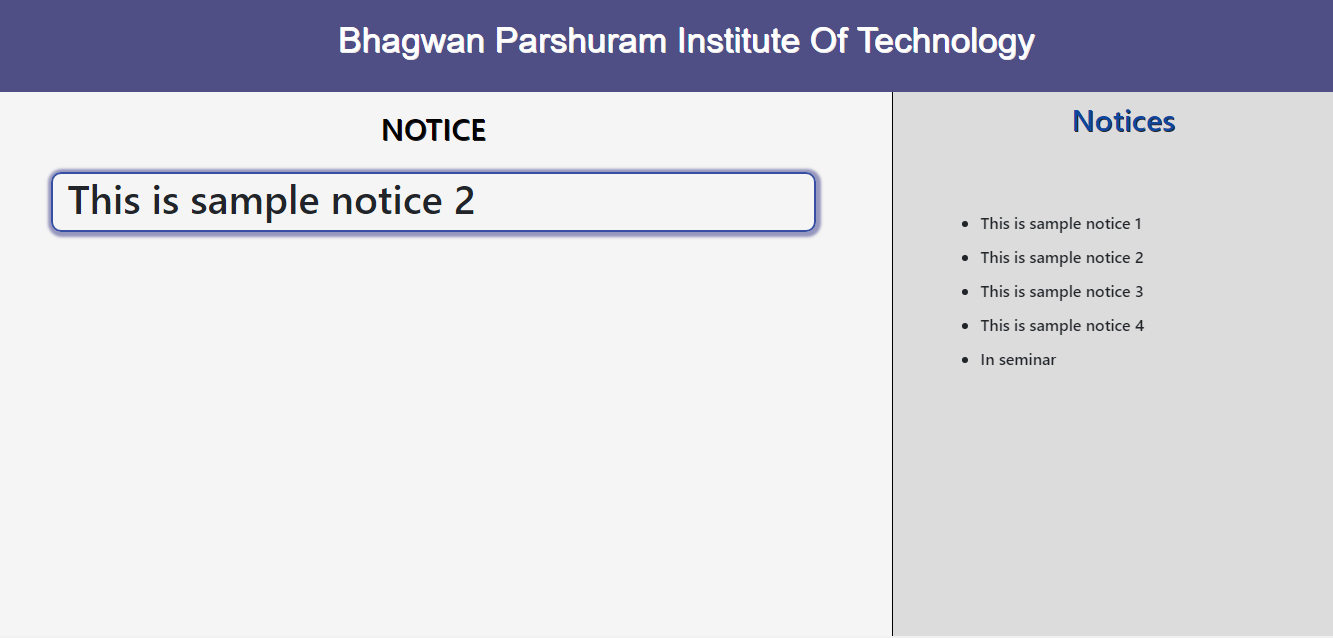 Bhagwan Parshuram Institute Of Technology
NOTICE
This is sample notice 2
Notices
This is sample notice 1
This is sample notice 2
This is sample notice 3
This is sample notice 4
In seminar